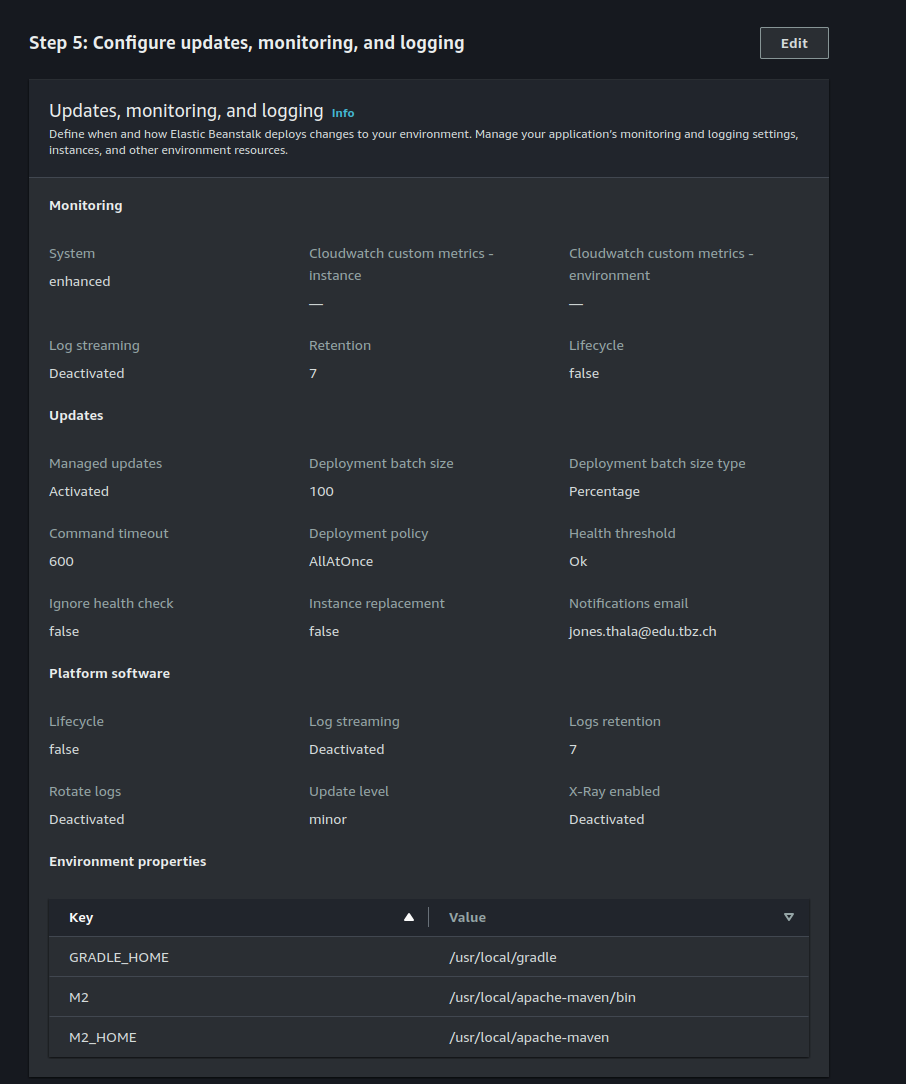 Step 5: Configure updates, monitoring, and logging
Edit
Updates, monitoring, and logging Info
Define when and how Elastic Beanstalk deploys changes to your environment. Manage your application's monitoring and logging settings,
instances, and other environment resources.
Monitoring
System
Cloudwatch custom metrics -
instance
Cloudwatch custom metrics -
environment
enhanced
—
—
Log streaming
Retention
Lifecycle
Deactivated
7
false
Updates
Managed updates
Deployment batch size
Deployment batch size type
Activated
100
Percentage
Command timeout
Deployment policy
Health threshold
600
AllAtOnce
Ok
Ignore health check
Instance replacement
Notifications email
false
false
jones.thala@edu.tbz.ch
Platform software
Lifecycle
Log streaming
Logs retention
false
Deactivated
7
Rotate logs
Update level
X-Ray enabled
Deactivated
minor
Deactivated
Environment properties
Key
Value
GRADLE_HOME
/usr/local/gradle
M2
/usr/local/apache-maven/bin
M2_HOME
/usr/local/apache-maven